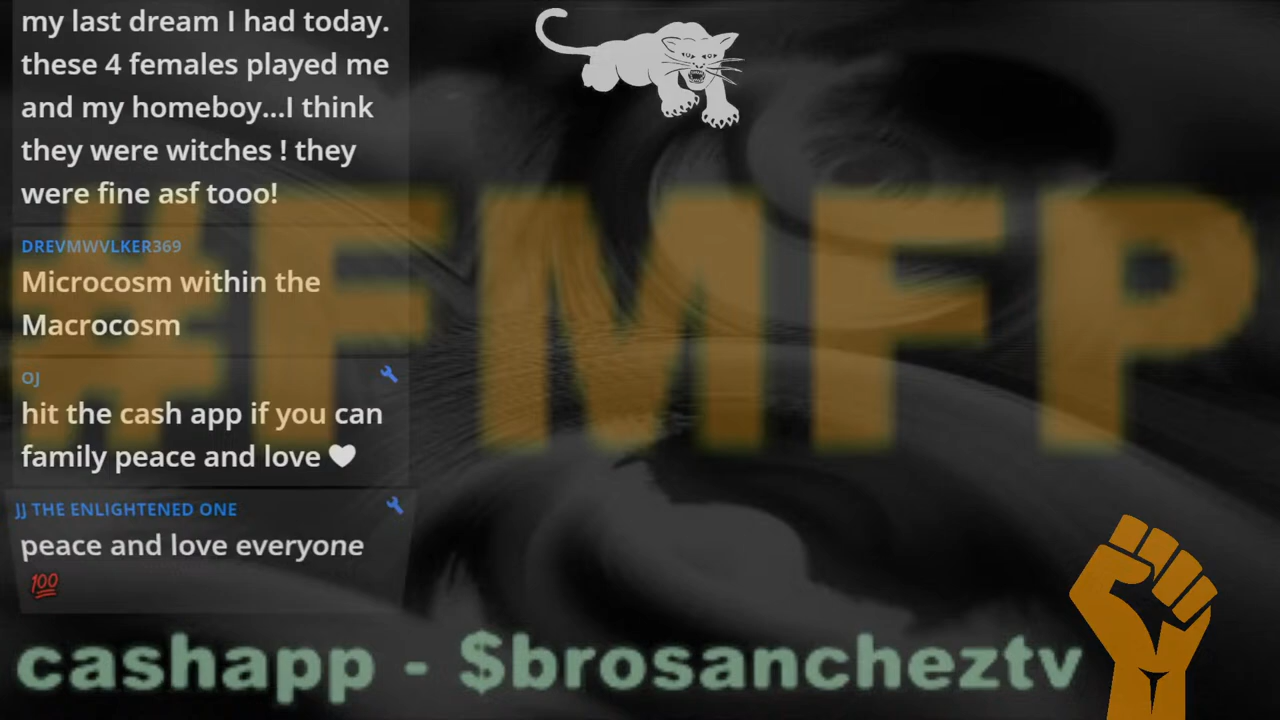 my last dream I had today.
these 4 females played me
and my homeboy...I think
they were witches ! they
were fine asf tooo!
DREVMWVLKER369
Microcosm within the
Macrocosm
OJ
hit the cash app if you can
family peace and love 🤍
JJ THE ENLIGHTENED ONE
peace and love everyone
💯
#FMFP
cashapp - $brosancheztv